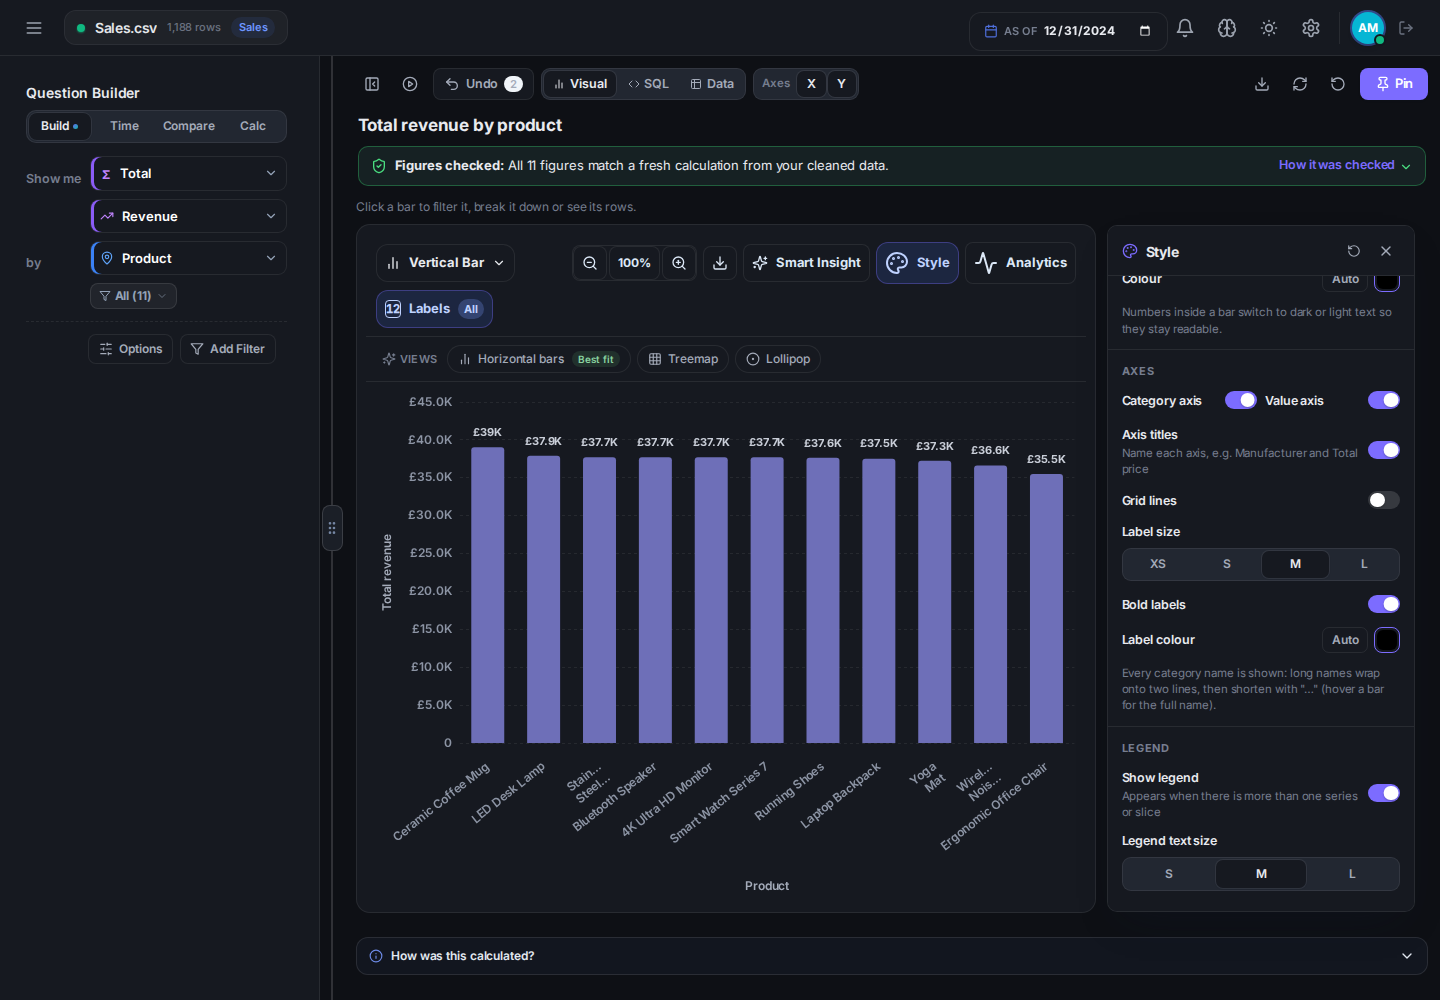 Sales.csv 1,188 rows Sales
AS OF 12/31/2024
AM
Question Builder
Build Time Compare Calc
Show me Σ Total
Revenue
by Product
All (11)
Options Add Filter
Undo 2 Visual SQL Data Axes X Y
Pin
Total revenue by product
Figures checked: All 11 figures match a fresh calculation from your cleaned data. How it was checked
Click a bar to filter it, break it down or see its rows.
Vertical Bar 100% Smart Insight Style Analytics
12 Labels All
VIEWS Horizontal bars Best fit Treemap Lollipop
£45.0K
£40.0K
£35.0K
£30.0K
£25.0K
£20.0K
£15.0K
£10.0K
£5.0K
0
Total revenue
£39K £37.9K £37.7K £37.7K £37.7K £37.7K £37.6K £37.5K £37.3K £36.6K £35.5K
Ceramic Coffee Mug
LED Desk Lamp
Stain...
Steel...
Bluetooth Speaker
4K Ultra HD Monitor
Smart Watch Series 7
Running Shoes
Laptop Backpack
Yoga
Mat
Wirel...
Nois...
Ergonomic Office Chair
Product
Style
Colour Auto
Numbers inside a bar switch to dark or light text so
they stay readable.
AXES
Category axis Value axis
Axis titles
Name each axis, e.g. Manufacturer and Total
price
Grid lines
Label size
XS S M L
Bold labels
Label colour Auto
Every category name is shown: long names wrap
onto two lines, then shorten with "…" (hover a bar
for the full name).
LEGEND
Show legend
Appears when there is more than one series
or slice
Legend text size
S M L
How was this calculated?